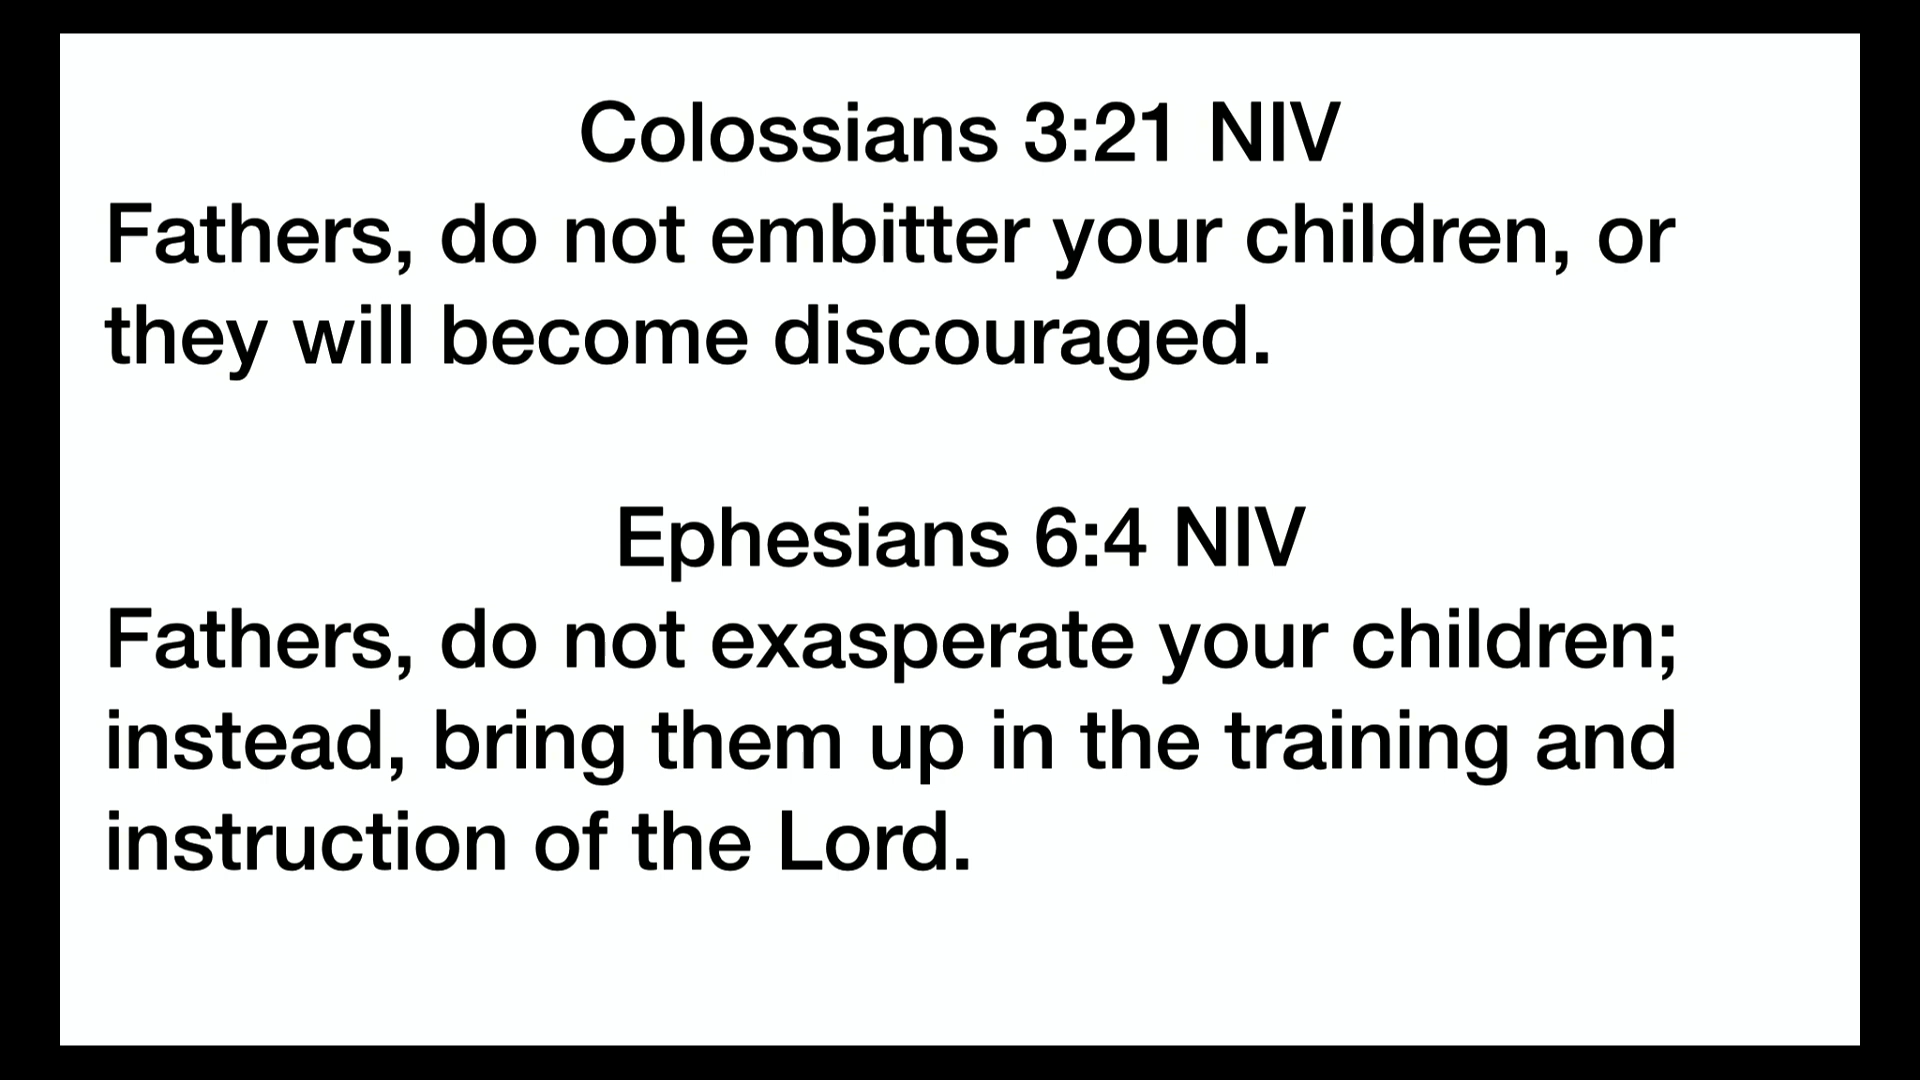 Colossians 3:21 NIV
Fathers, do not embitter your children, or
they will become discouraged.
Ephesians 6:4 NIV
Fathers, do not exasperate your children;
instead, bring them up in the training and
instruction of the Lord.